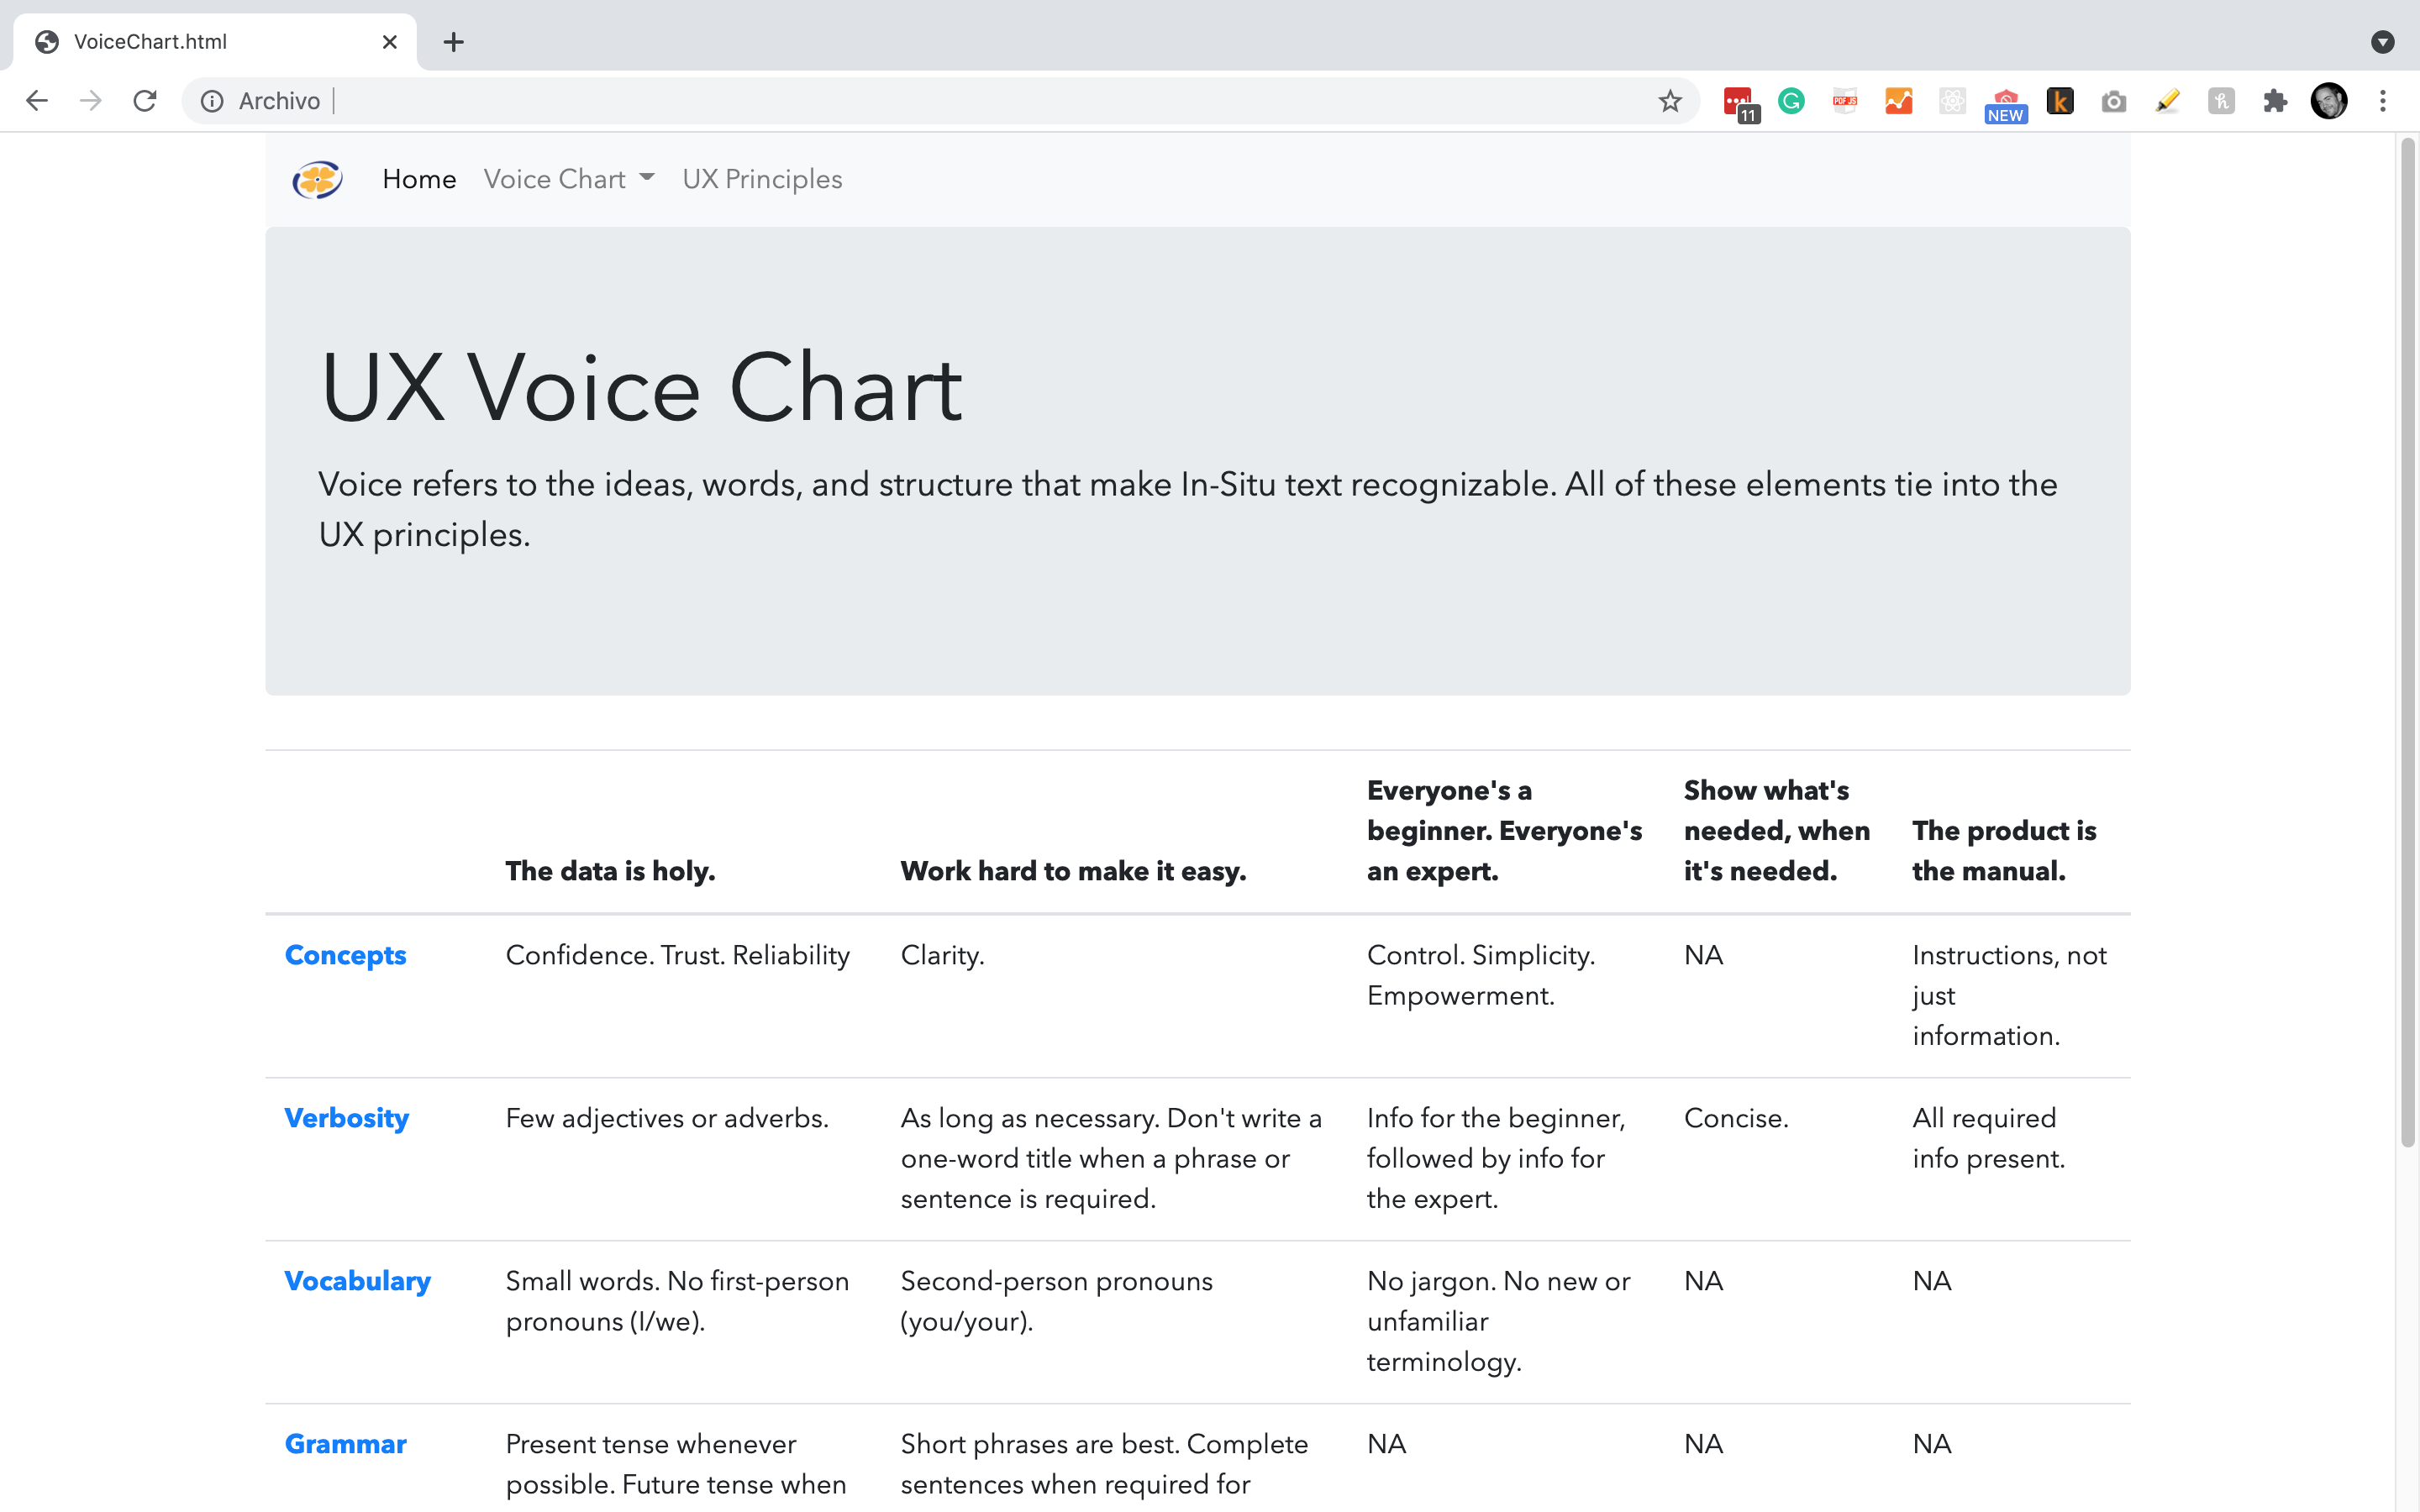 VoiceChart.html
Archivo
11
PDF JS
NEW
k
Home Voice Chart UX Principles
UX Voice Chart
Voice refers to the ideas, words, and structure that make In-Situ text recognizable. All of these elements tie into the
UX principles.
The data is holy.
Work hard to make it easy.
Everyone's a
beginner. Everyone's
an expert.
Show what's
needed, when
it's needed.
The product is
the manual.
Concepts
Confidence. Trust. Reliability
Clarity.
Control. Simplicity.
Empowerment.
NA
Instructions, not
just
information.
Verbosity
Few adjectives or adverbs.
As long as necessary. Don't write a
one-word title when a phrase or
sentence is required.
Info for the beginner,
followed by info for
the expert.
Concise.
All required
info present.
Vocabulary
Small words. No first-person
pronouns (I/we).
Second-person pronouns
(you/your).
No jargon. No new or
unfamiliar
terminology.
NA
NA
Grammar
Present tense whenever
possible. Future tense when
Short phrases are best. Complete
sentences when required for
NA
NA
NA